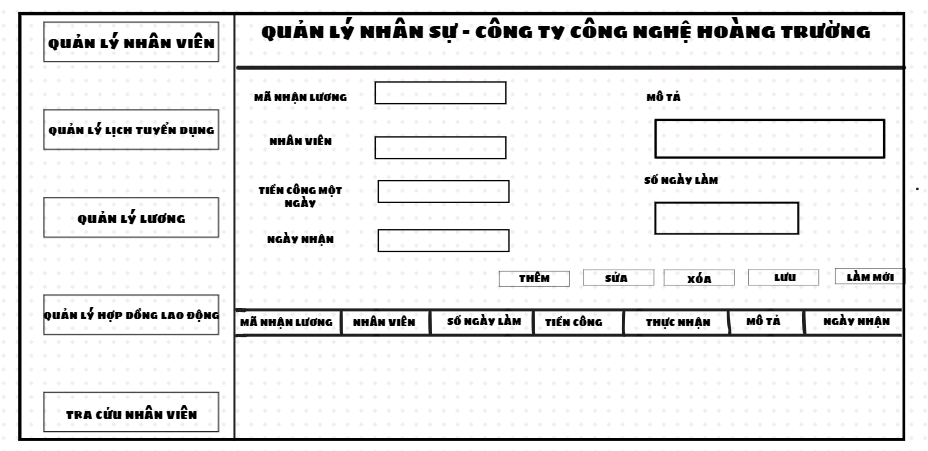 QUẢN LÝ NHÂN SỰ - CÔNG TY CÔNG NGHỆ HOÀNG TRƯỜNG
QUẢN LÝ NHÂN VIÊN
QUẢN LÝ LỊCH TUYỂN DỤNG
QUẢN LÝ LƯƠNG
QUẢN LÝ HỢP ĐỒNG LAO ĐỘNG
TRA CỨU NHÂN VIÊN
MÃ NHẬN LƯƠNG
NHÂN VIÊN
TIỀN CÔNG MỘT
NGÀY
NGÀY NHẬN
MÔ TẢ
SỐ NGÀY LÀM
THÊM SỬA XÓA LƯU LÀM MỚI
MÃ NHẬN LƯƠNG NHÂN VIÊN SỐ NGÀY LÀM TIỀN CÔNG THỰC NHẬN MÔ TẢ NGÀY NHẬN